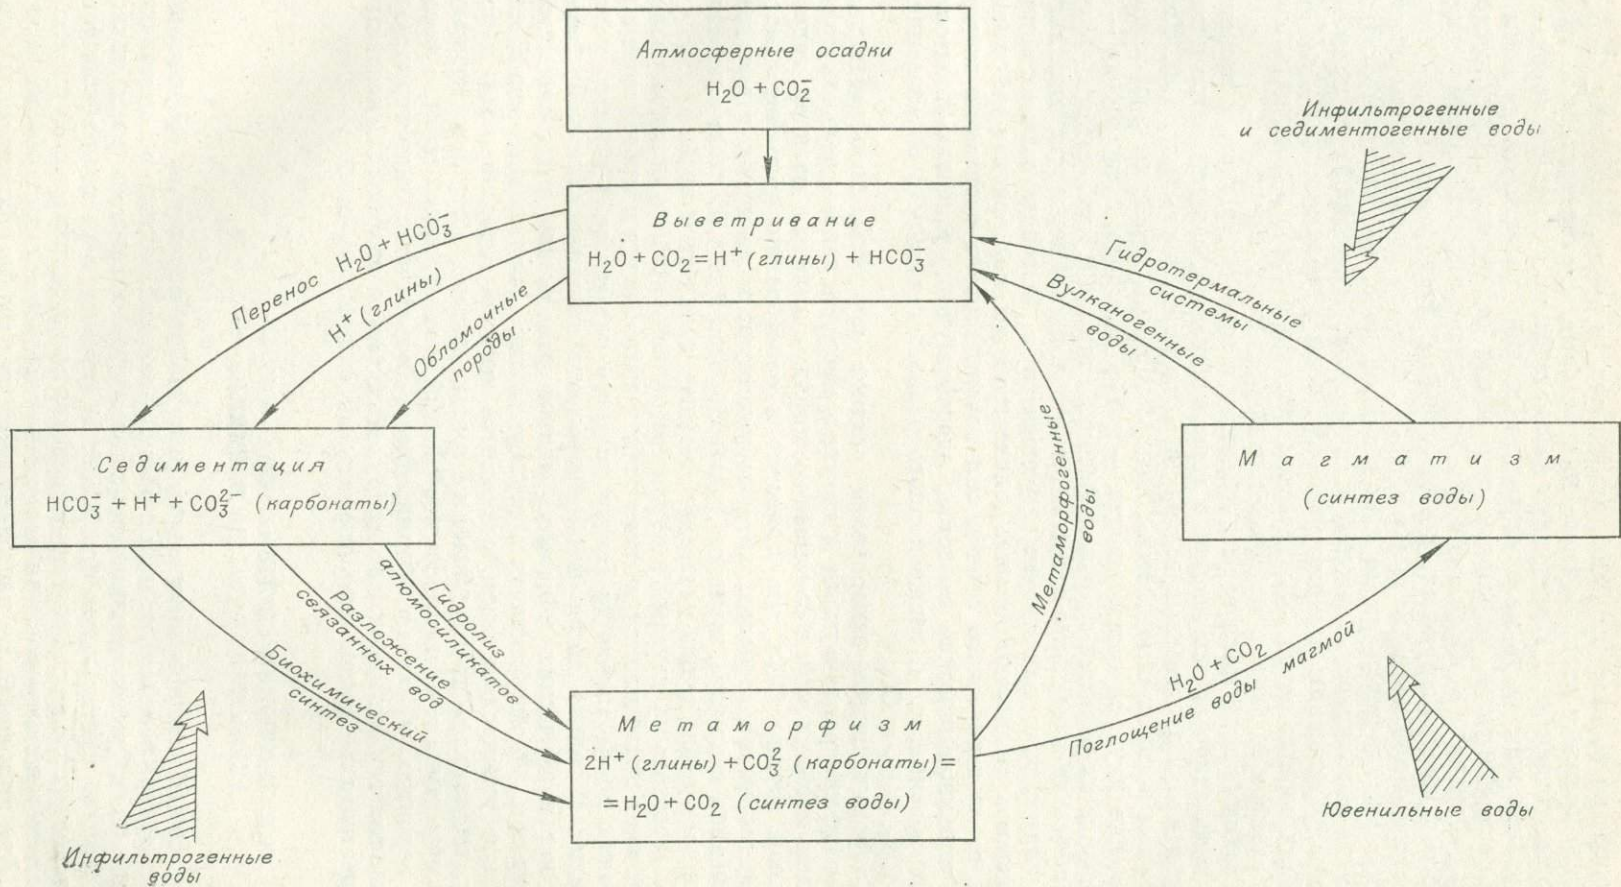 Атмосферные осадки
H₂O + CO₂⁻
Инфильтрогенные
и седиментогенные воды
Выветривание
H₂O + CO₂ = H⁺ (глины) + HCO₃⁻
Перенос H₂O + HCO₃⁻
H⁺ (глины)
Обломочные
породы
Гидротермальные
системы
Вулканогенные
воды
Седиментация
HCO₃⁻ + H⁺ + CO₃²⁻ (карбонаты)
Магматизм
(синтез воды)
Метаморфогенные
воды
Гидролиз
алюмосиликатов
Разложение
связанных вод
Биохимический
синтез
H₂O + CO₂
Поглощение воды магмой
Метаморфизм
2H⁺ (глины) + CO₃² (карбонаты) =
= H₂O + CO₂ (синтез воды)
Ювенильные воды
Инфильтрогенные
воды